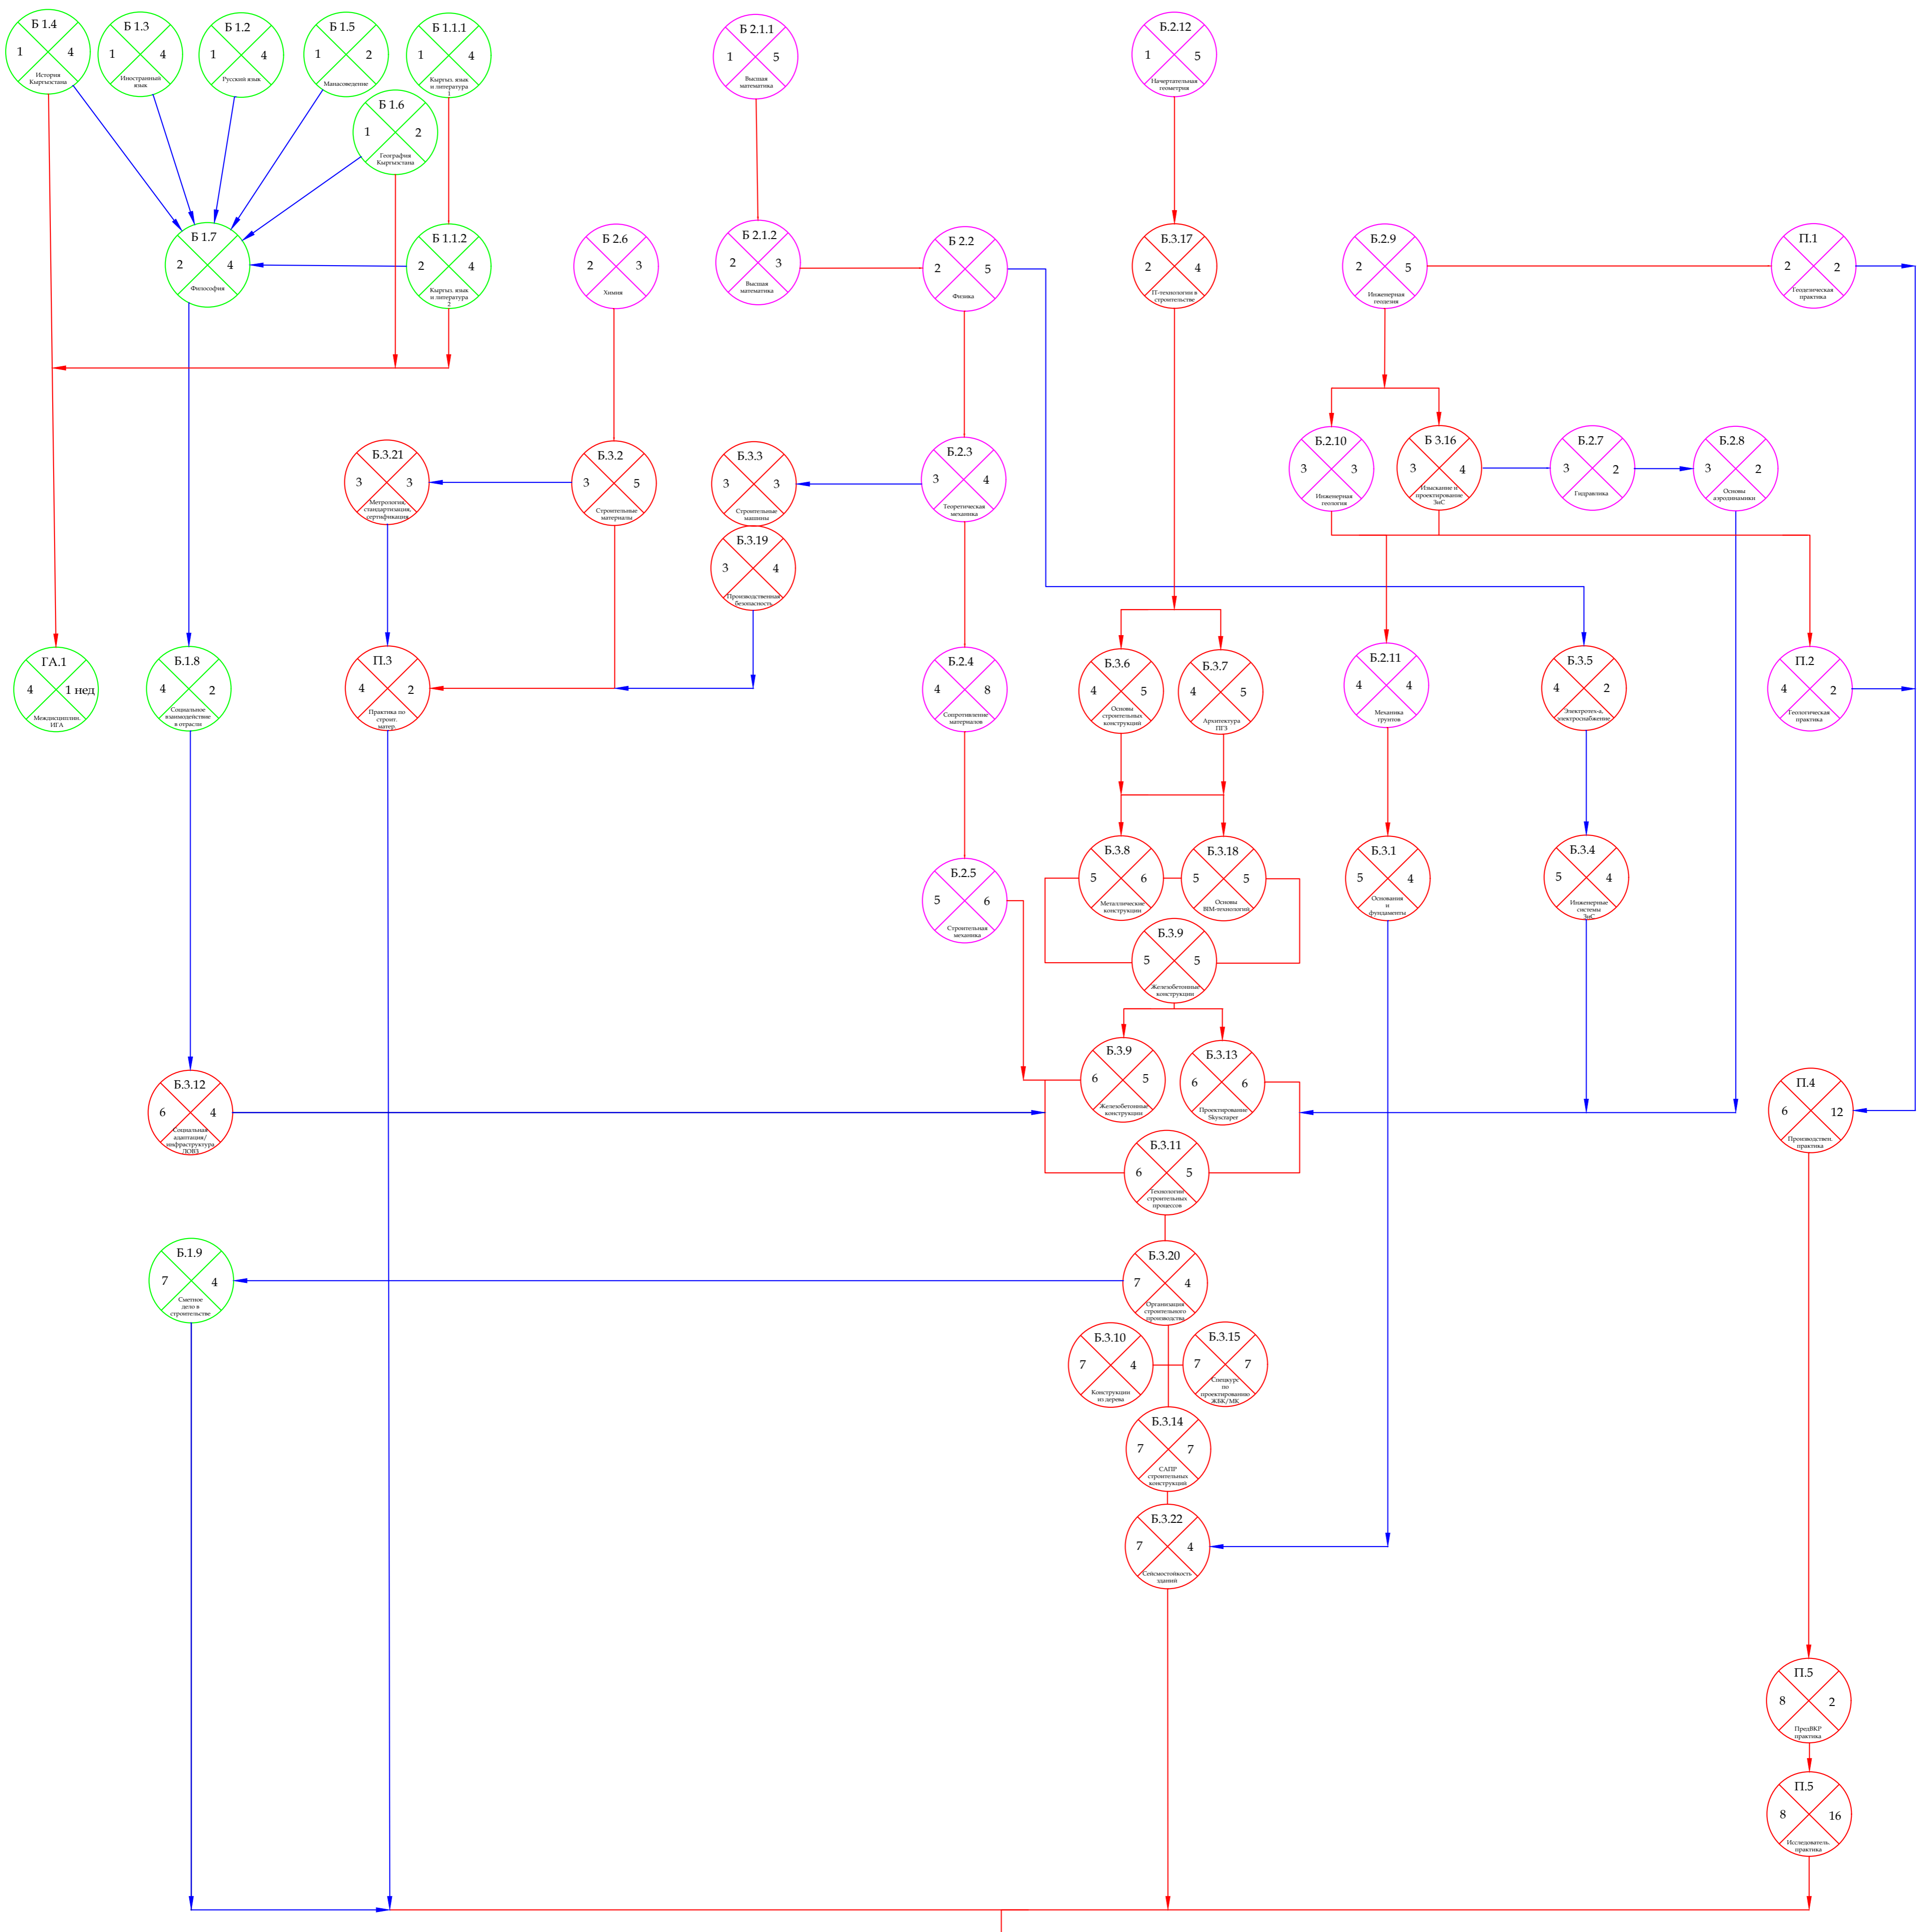 Б 1.4
1 4
История
Кыргызстана
Б 1.3
1 4
Иностранный
язык
Б 1.2
1 4
Русский язык
Б 1.5
1 2
Манасоведение
Б 1.1.1
1 4
Кыргыз. язык
и литература
1
Б 2.1.1
1 5
Высшая
математика
Б.2.12
1 5
Начертательная
геометрия
Б 1.6
1 2
География
Кыргызстана
Б 1.7
2 4
Философия
Б 1.1.2
2 4
Кыргыз. язык
и литература
2
Б 2.6
2 3
Химия
Б 2.1.2
2 3
Высшая
математика
Б 2.2
2 5
Физика
Б.3.17
2 4
IT-технологии в
строительстве
Б.2.9
2 5
Инженерная
геодезия
П.1
2 2
Геодезическая
практика
Б.3.21
3 3
Метрология,
стандартизация,
сертификация
Б.3.2
3 5
Строительные
материалы
Б.3.3
3 3
Строительные
машины
Б.2.3
3 4
Теоретическая
механика
Б.2.10
3 3
Инженерная
геология
Б 3.16
3 4
Изыскание и
проектирование
ЗиС
Б.2.7
3 2
Гидравлика
Б.2.8
3 2
Основы
аэродинамики
Б.3.19
3 4
Производственная
безопасность
ГА.1
4 1 нед
Междисциплин.
ИГА
Б.1.8
4 2
Социальное
взаимодействие
в отрасли
П.3
4 2
Практика по
строит.
матер.
Б.2.4
4 8
Сопротивление
материалов
Б.3.6
4 5
Основы
строительных
конструкций
Б.3.7
4 5
Архитектура
ПГЗ
Б.2.11
4 4
Механика
грунтов
Б.3.5
4 2
Электротех-а,
электроснабжение
П.2
4 2
Геологическая
практика
Б.2.5
5 6
Строительная
механика
Б.3.8
5 6
Металлические
конструкции
Б.3.18
5 5
Основы
BIM-технологий
Б.3.1
5 4
Основания
и
фундаменты
Б.3.4
5 4
Инженерные
системы
ЗиС
Б.3.9
5 5
Железобетонные
конструкции
Б.3.12
6 4
Социальная
адаптация/
инфраструктура
ЛОВЗ
Б.3.9
6 5
Железобетонные
конструкции
Б.3.13
6 6
Проектирование
Skyscraper
П.4
6 12
Производствен.
практика
Б.3.11
6 5
Технологии
строительных
процессов
Б.1.9
7 4
Сметное
дело в
строительстве
Б.3.20
7 4
Организация
строительного
производства
Б.3.10
7 4
Конструкции
из дерева
Б.3.15
7 7
Спецкурс
по
проектированию
ЖБК/МК
Б.3.14
7 7
САПР
строительных
конструкций
Б.3.22
7 4
Сейсмостойкость
зданий
П.5
8 2
ПредВКР
практика
П.5
8 16
Исследователь.
практика